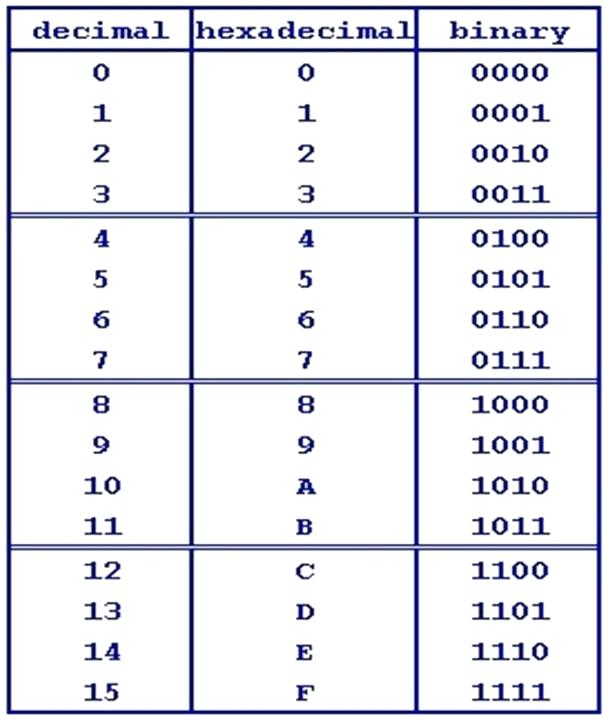 decimal hexadecimal binary
0 0 0000
1 1 0001
2 2 0010
3 3 0011
4 4 0100
5 5 0101
6 6 0110
7 7 0111
8 8 1000
9 9 1001
10 A 1010
11 B 1011
12 C 1100
13 D 1101
14 E 1110
15 F 1111